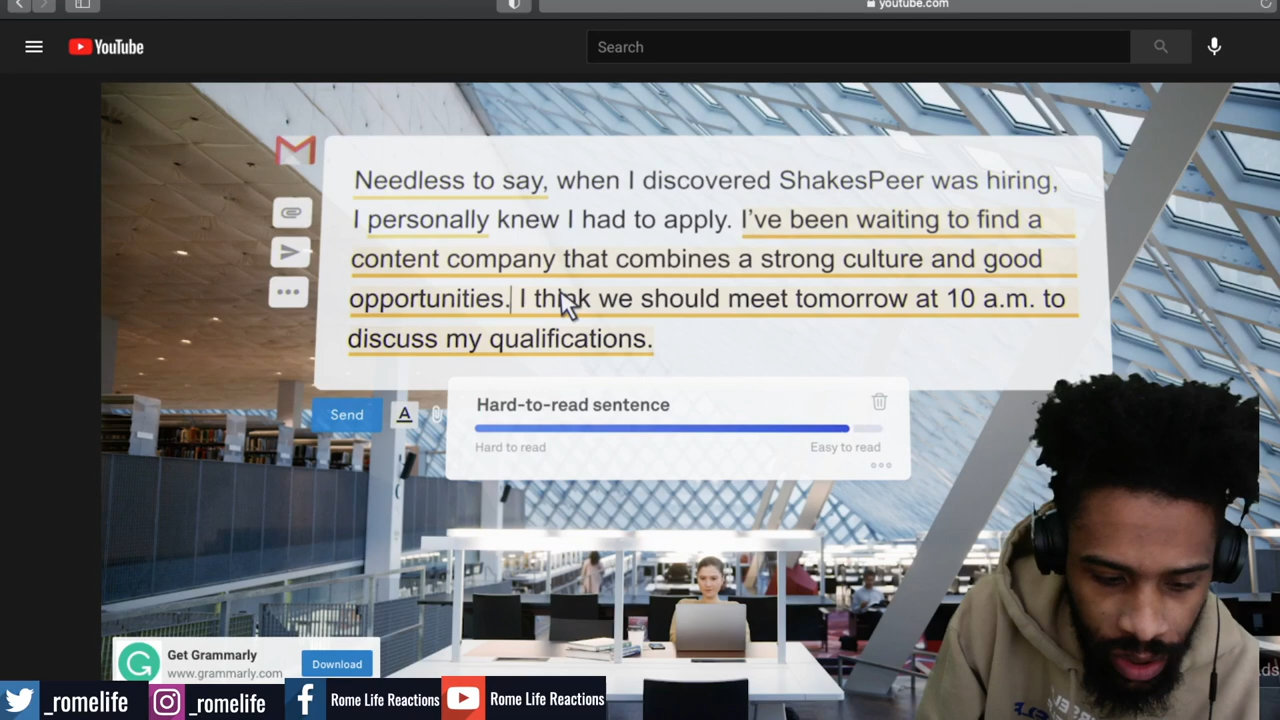 youtube.com
YouTube
Search
Needless to say, when I discovered ShakesPeer was hiring,
I personally knew I had to apply. I've been waiting to find a
content company that combines a strong culture and good
opportunities. I think we should meet tomorrow at 10 a.m. to
discuss my qualifications.
Send
A
Hard-to-read sentence
Hard to read
Easy to read
Get Grammarly
www.grammarly.com
Download
_romelife
_romelife
Rome Life Reactions
Rome Life Reactions